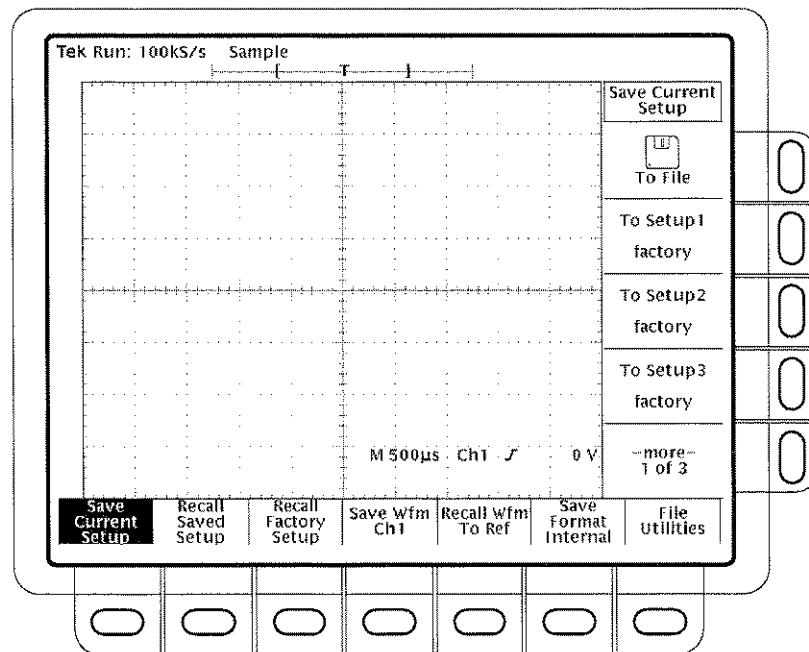 Tek Run: 100kS/s Sample
[ T ]
Save Current
Setup
To File
To Setup1
factory
To Setup2
factory
To Setup3
factory
M 500µs Ch1 0 V
–more–
1 of 3
Save
Current
Setup
Recall
Saved
Setup
Recall
Factory
Setup
Save Wfm
Ch1
Recall Wfm
To Ref
Save
Format
Internal
File
Utilities